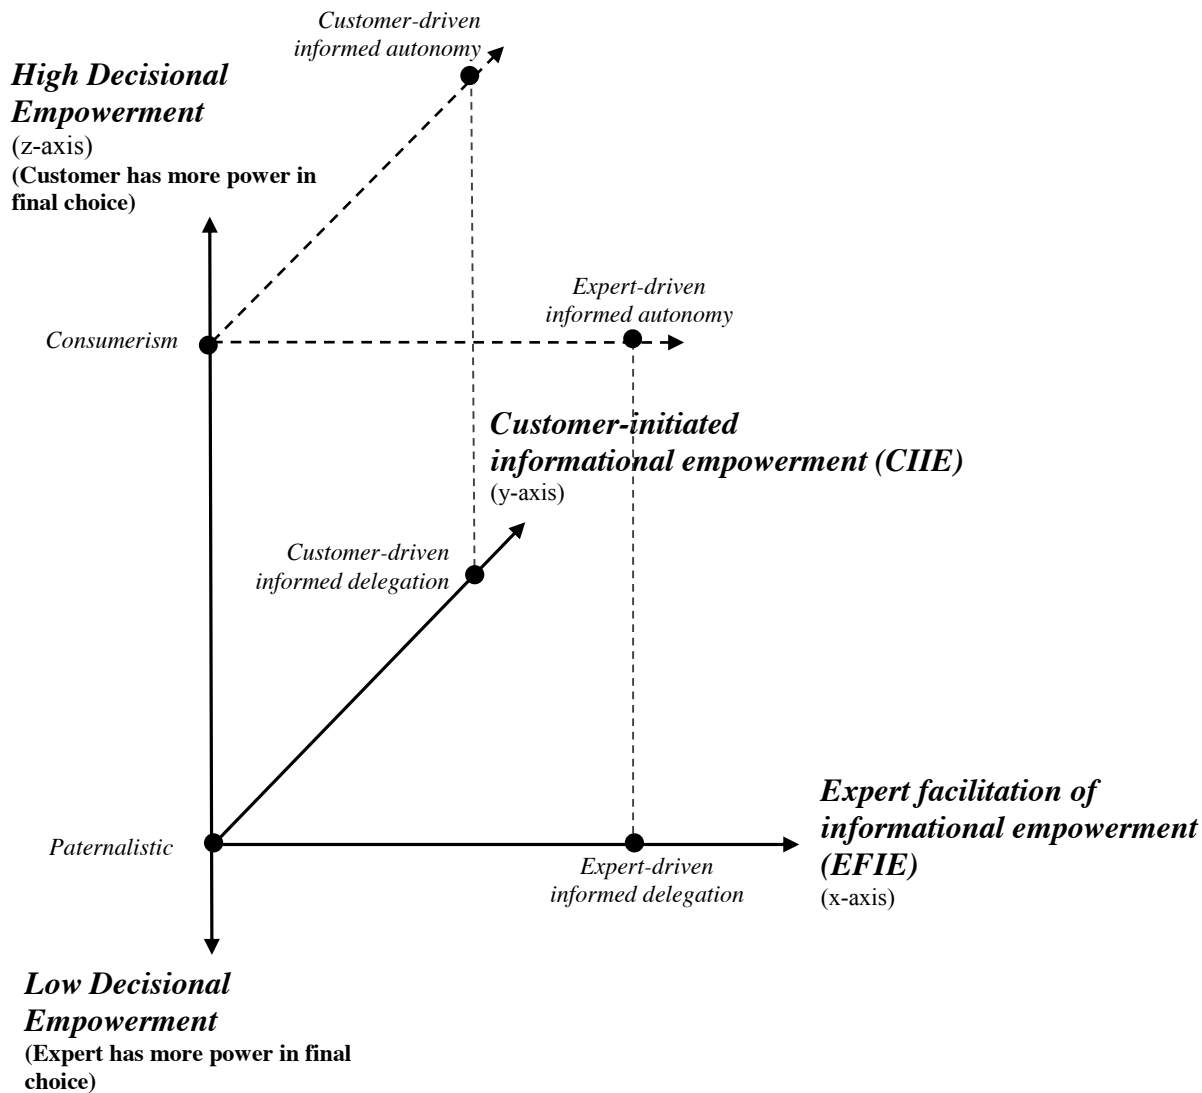 Customer-driven
informed autonomy
High Decisional
Empowerment
(z-axis)
(Customer has more power in
final choice)
Expert-driven
informed autonomy
Consumerism
Customer-initiated
informational empowerment (CIIE)
(y-axis)
Customer-driven
informed delegation
Expert facilitation of
informational empowerment
(EFIE)
(x-axis)
Paternalistic
Expert-driven
informed delegation
Low Decisional
Empowerment
(Expert has more power in final
choice)